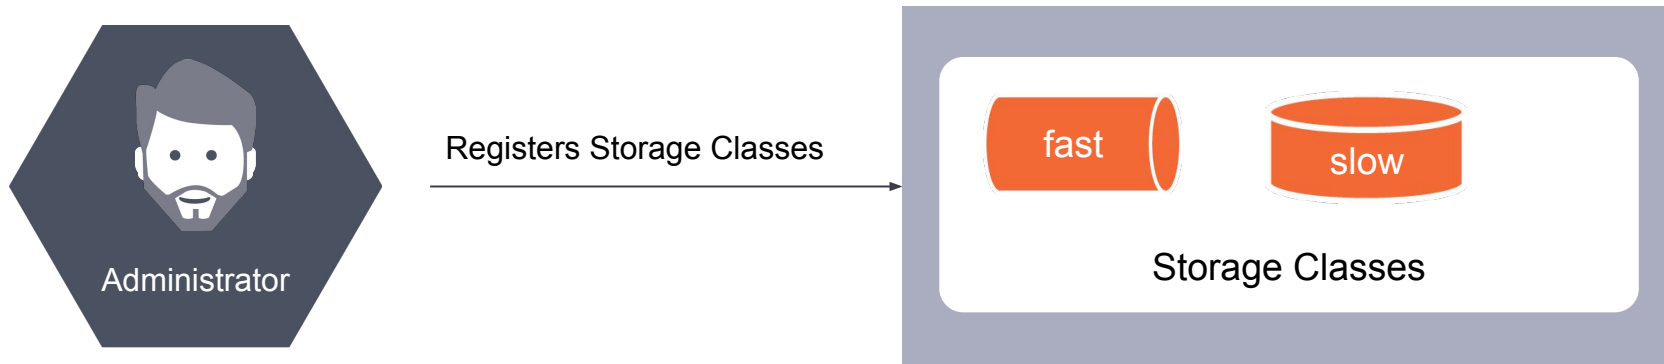 Administrator
Registers Storage Classes
fast
slow
Storage Classes